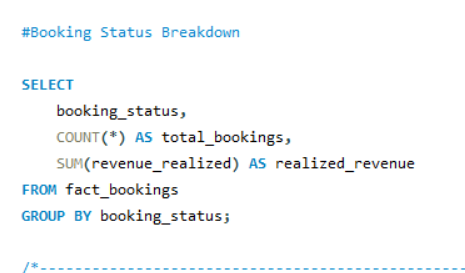 #Booking Status Breakdown
SELECT
booking_status,
COUNT(*) AS total_bookings,
SUM(revenue_realized) AS realized_revenue
FROM fact_bookings
GROUP BY booking_status;
/*--------------------------------------------------